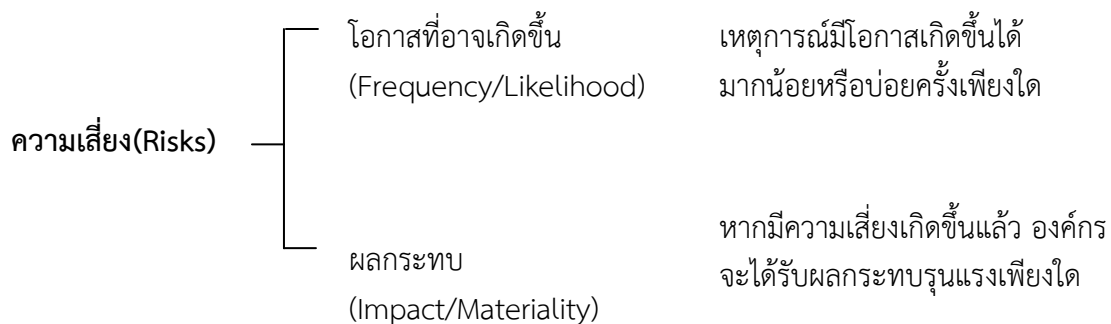 โอกาสที่อาจเกิดขึ้น
(Frequency/Likelihood)
เหตุการณ์มีโอกาสเกิดขึ้นได้
มากน้อยหรือบ่อยครั้งเพียงใด
ความเสี่ยง(Risks)
ผลกระทบ
(Impact/Materiality)
หากมีความเสี่ยงเกิดขึ้นแล้ว องค์กร
จะได้รับผลกระทบรุนแรงเพียงใด